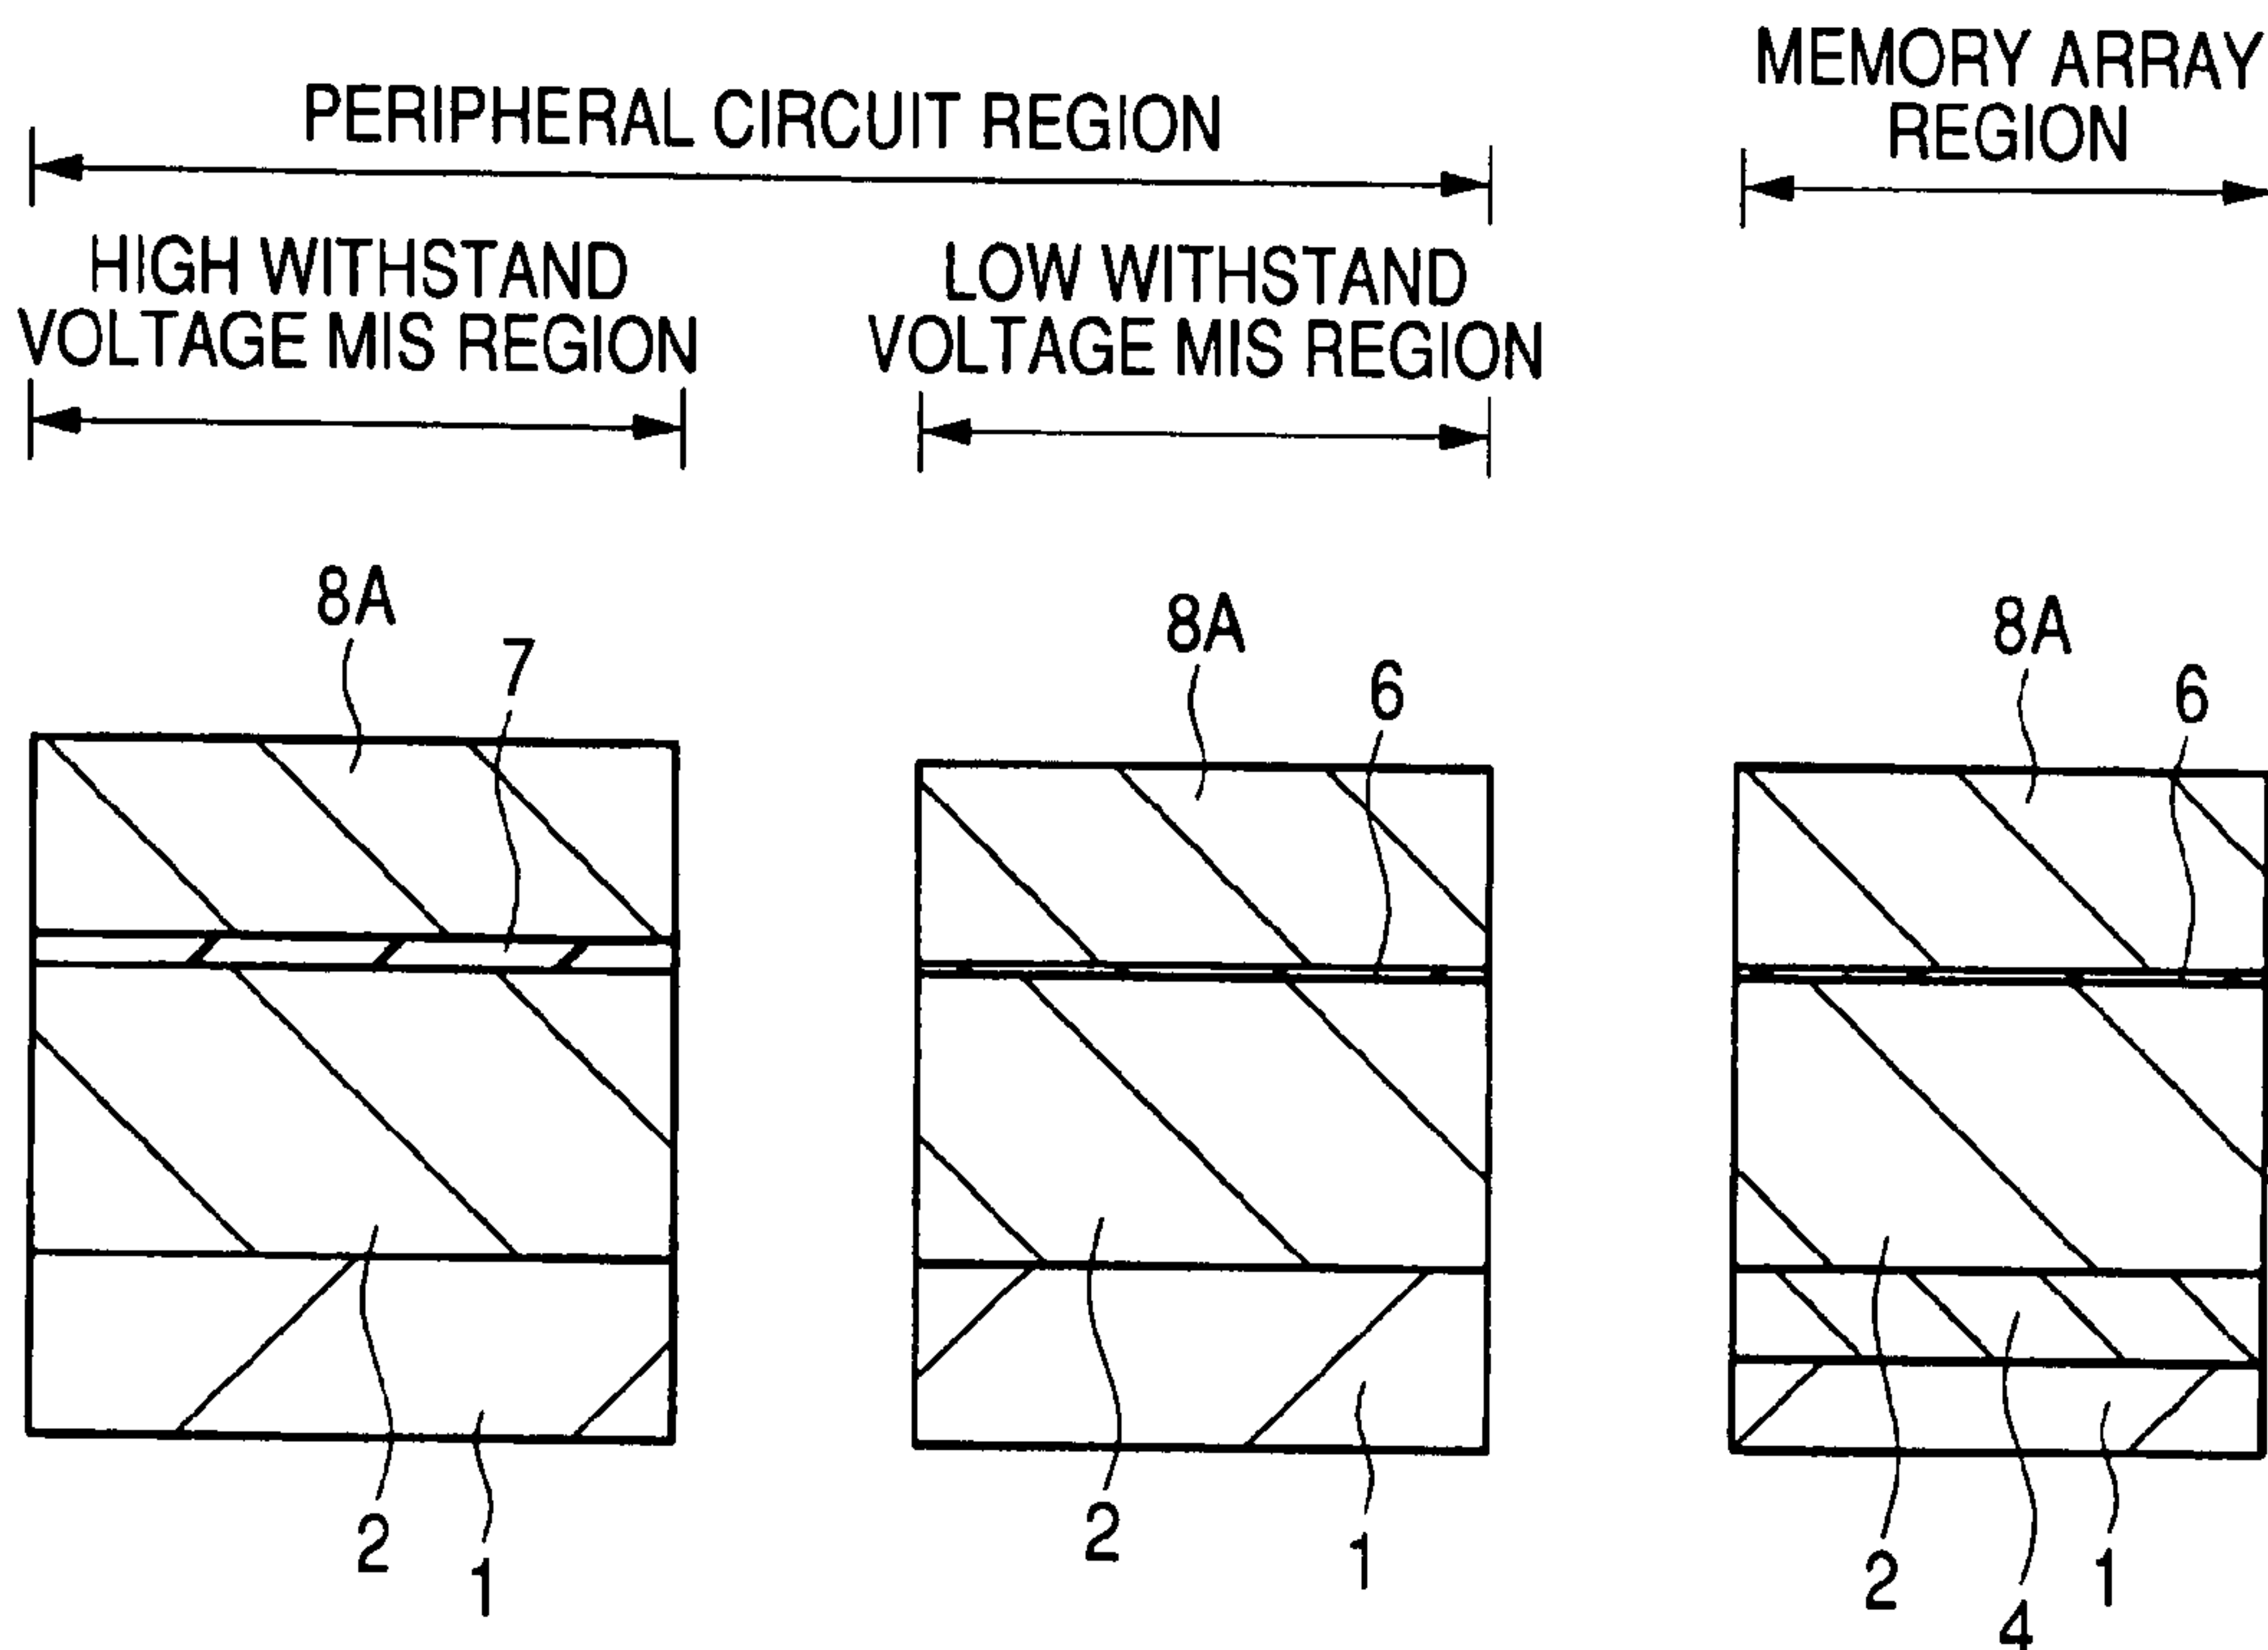 PERIPHERAL CIRCUIT REGION
MEMORY ARRAY
REGION
HIGH WITHSTAND
VOLTAGE MIS REGION
LOW WITHSTAND
VOLTAGE MIS REGION
8A
7
8A
6
8A
6
2
1
2
1
2
4
1